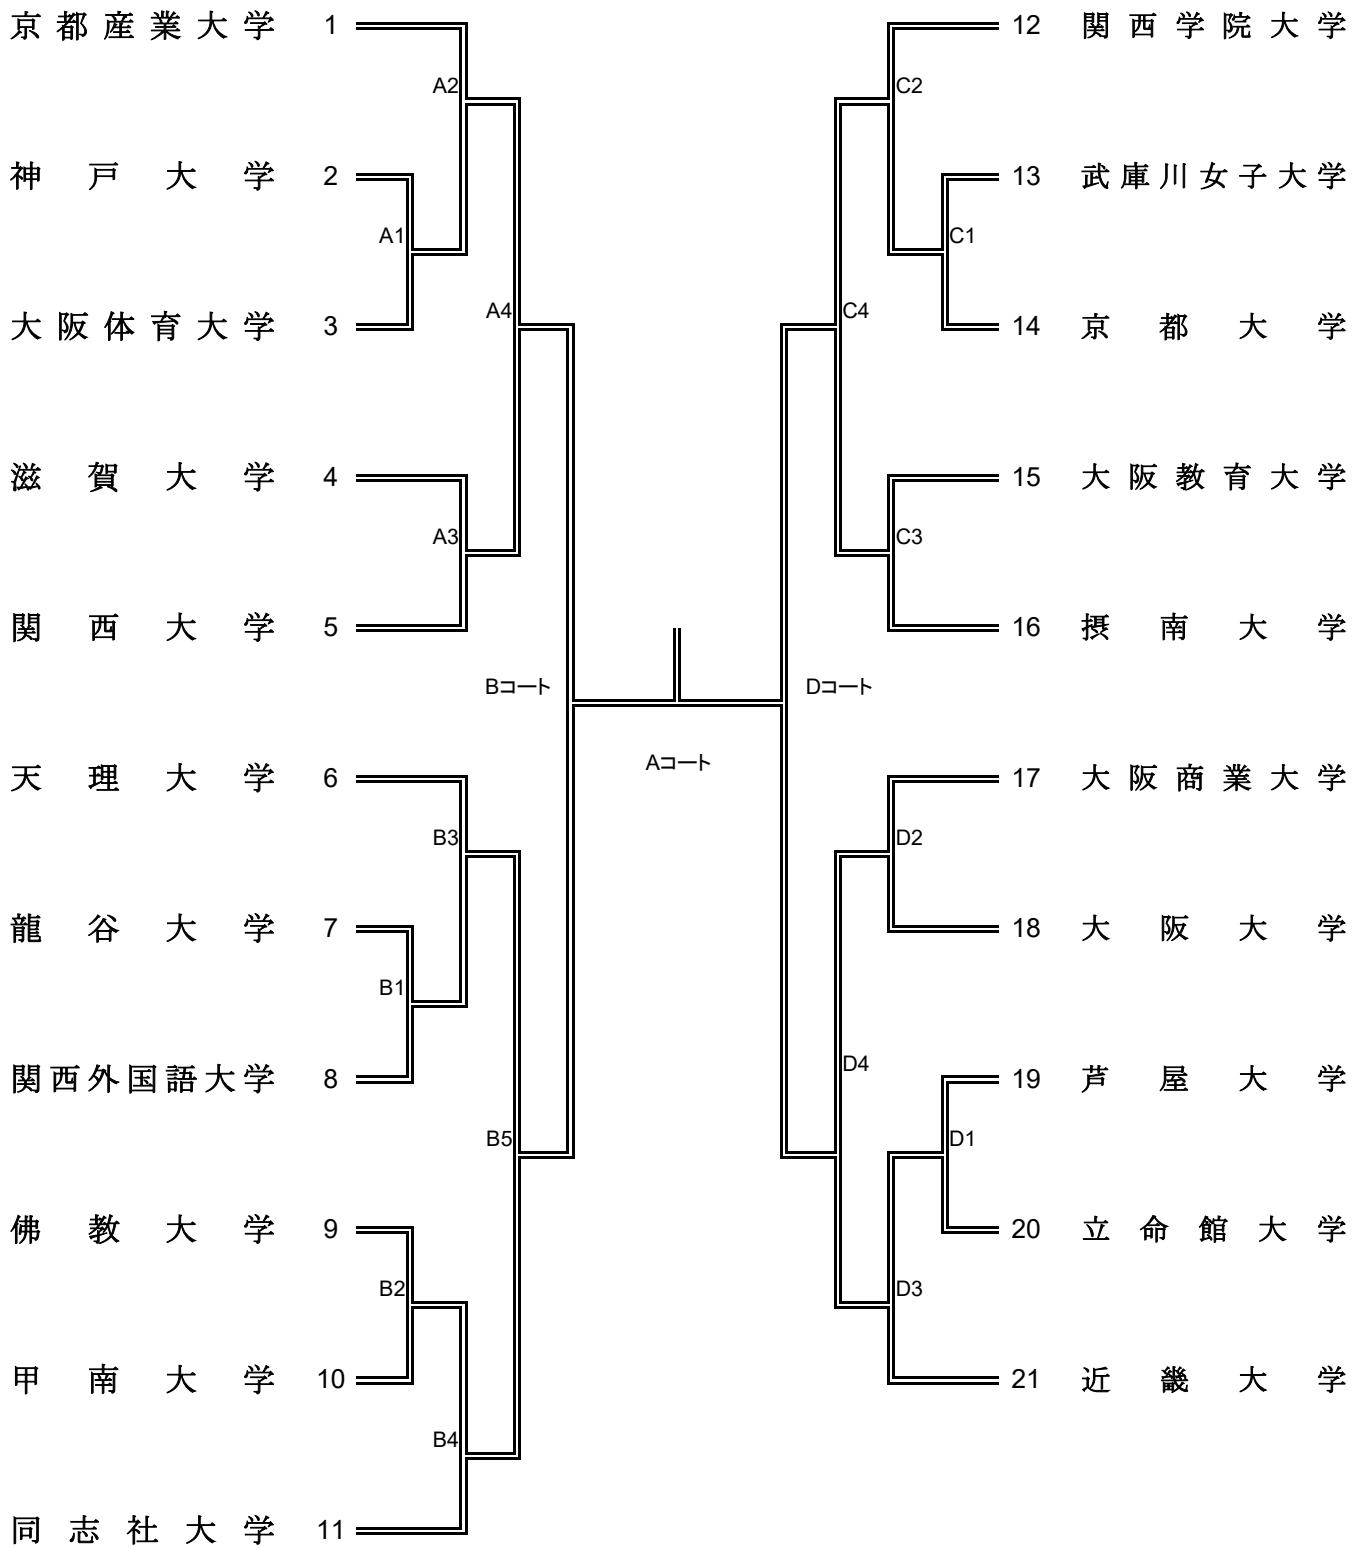 京都産業大学 1
A2
神戸大学 2
A1
大阪体育大学 3
A4
滋賀大学 4
A3
関西大学 5
Bコート
天理大学 6
B3
龍谷大学 7
B1
関西外国語大学 8
B5
佛教大学 9
B2
甲南大学 10
B4
同志社大学 11
Aコート
12 関西学院大学
C2
13 武庫川女子大学
C1
14 京都大学
C4
15 大阪教育大学
C3
16 摂南大学
Dコート
17 大阪商業大学
D2
18 大阪大学
D4
19 芦屋大学
D1
20 立命館大学
D3
21 近畿大学